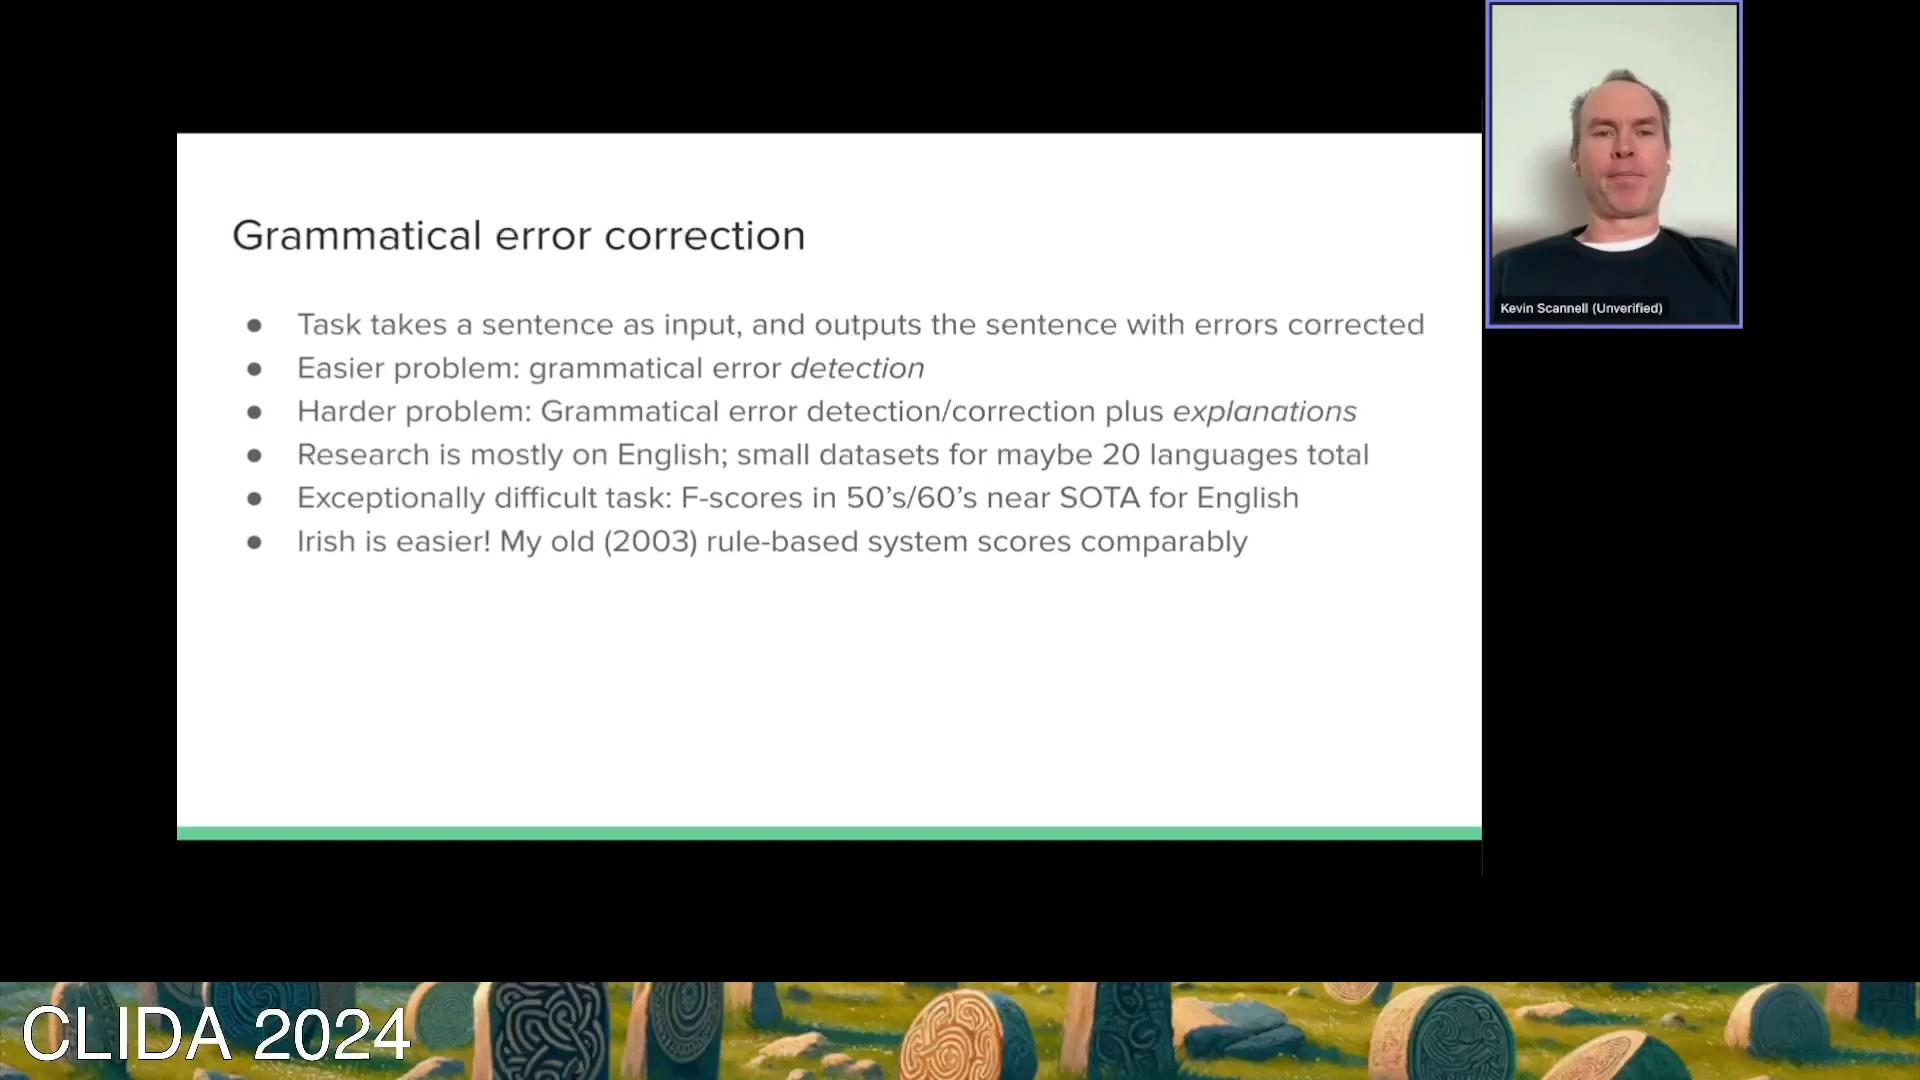 Grammatical error correction
● Task takes a sentence as input, and outputs the sentence with errors corrected
● Easier problem: grammatical error detection
● Harder problem: Grammatical error detection/correction plus explanations
● Research is mostly on English; small datasets for maybe 20 languages total
● Exceptionally difficult task: F-scores in 50’s/60’s near SOTA for English
● Irish is easier! My old (2003) rule-based system scores comparably
Kevin Scannell (Unverified)
CLIDA 2024